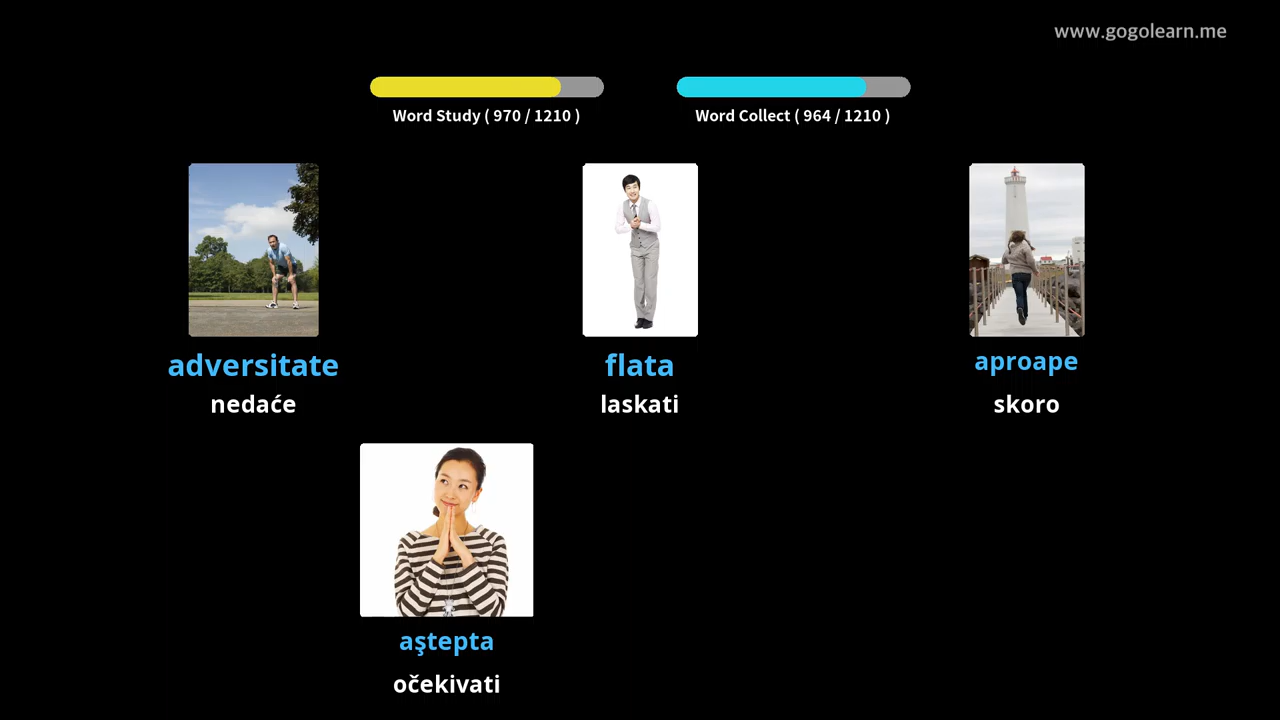 www.gogolearn.me
Word Study ( 970 / 1210 )
Word Collect ( 964 / 1210 )
adversitate
nedaće
flata
laskati
aproape
skoro
aştepta
očekivati